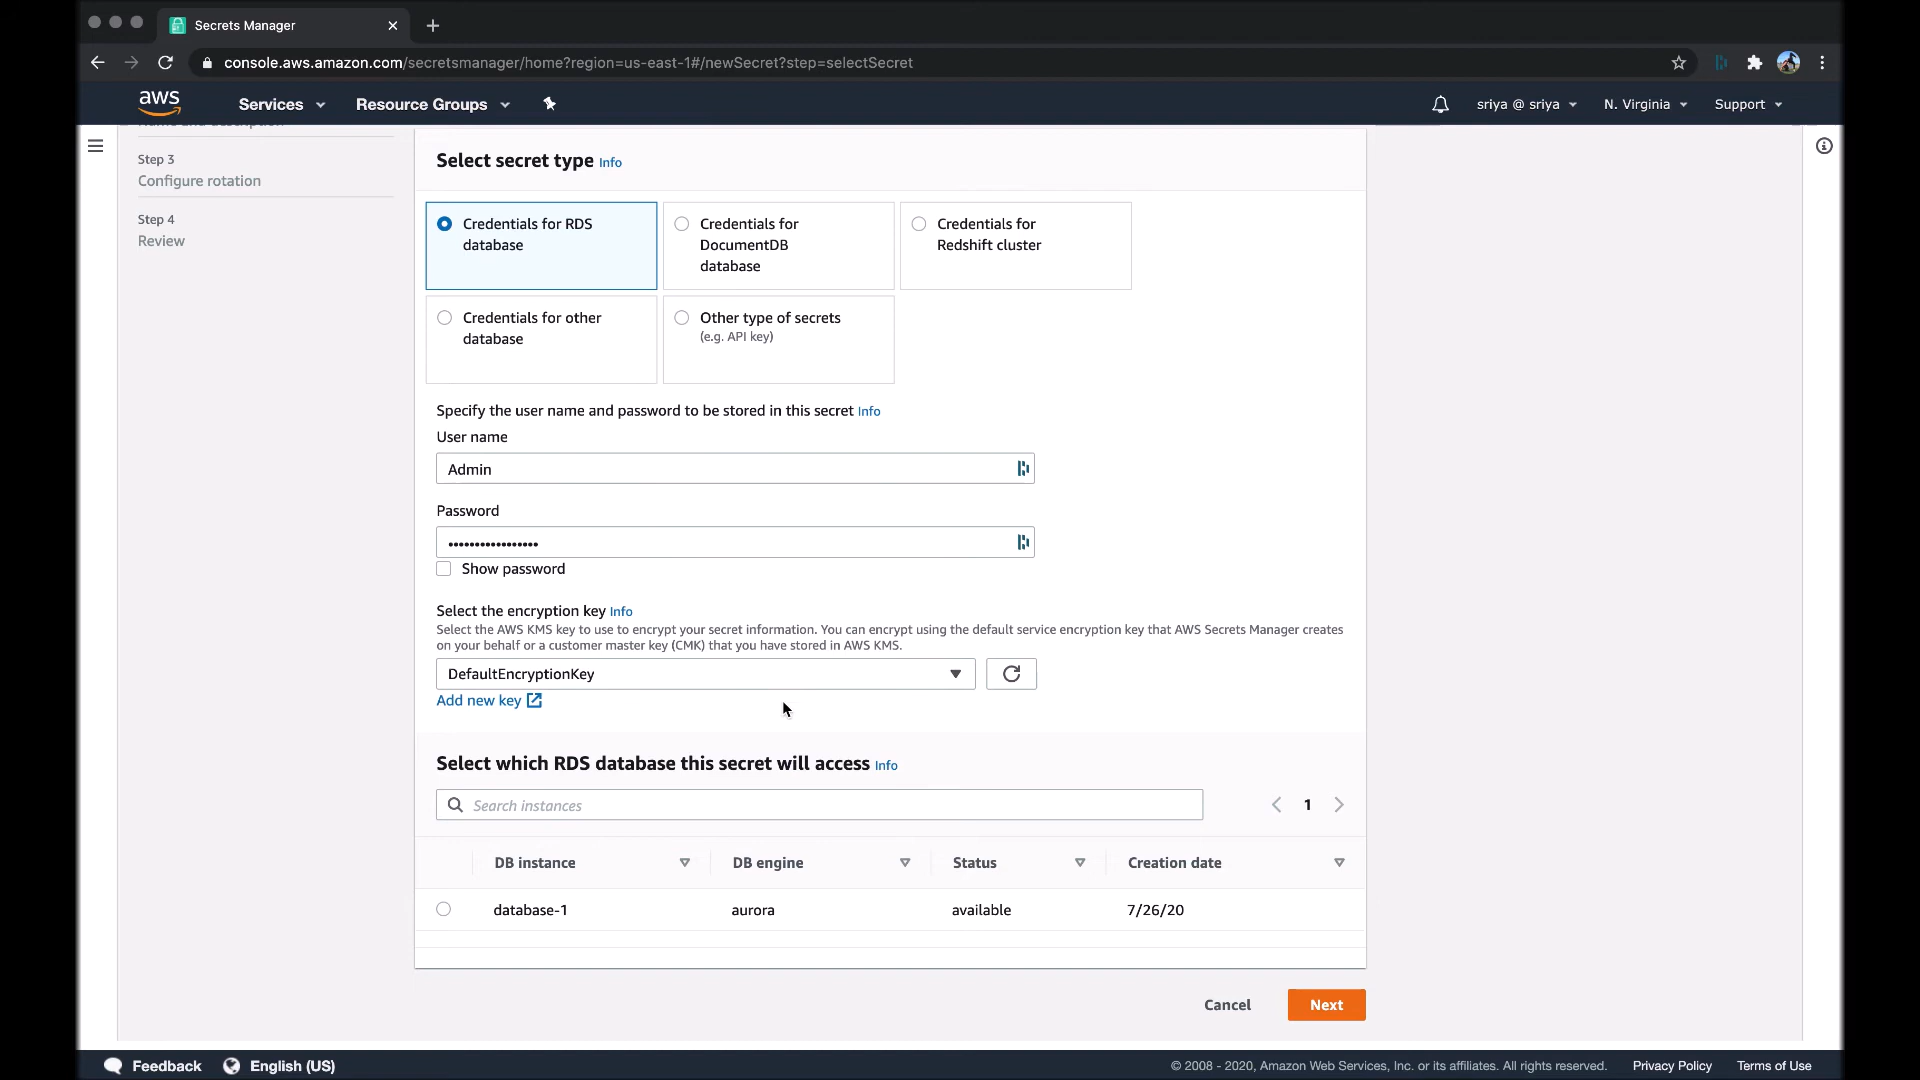 Secrets Manager
console.aws.amazon.com/secretsmanager/home?region=us-east-1#/newSecret?step=selectSecret
aws
Services
Resource Groups
sriya @ sriya
N. Virginia
Support
Name and description
Step 3
Configure rotation
Step 4
Review
Select secret type Info
Credentials for RDS
database
Credentials for
DocumentDB
database
Credentials for
Redshift cluster
Credentials for other
database
Other type of secrets
(e.g. API key)
Specify the user name and password to be stored in this secret Info
User name
Admin
Password
•••••••••••••••••
Show password
Select the encryption key Info
Select the AWS KMS key to use to encrypt your secret information. You can encrypt using the default service encryption key that AWS Secrets Manager creates
on your behalf or a customer master key (CMK) that you have stored in AWS KMS.
DefaultEncryptionKey
Add new key
Select which RDS database this secret will access Info
Search instances
1
DB instance
DB engine
Status
Creation date
database-1
aurora
available
7/26/20
Cancel
Next
Feedback
English (US)
© 2008 - 2020, Amazon Web Services, Inc. or its affiliates. All rights reserved.
Privacy Policy
Terms of Use